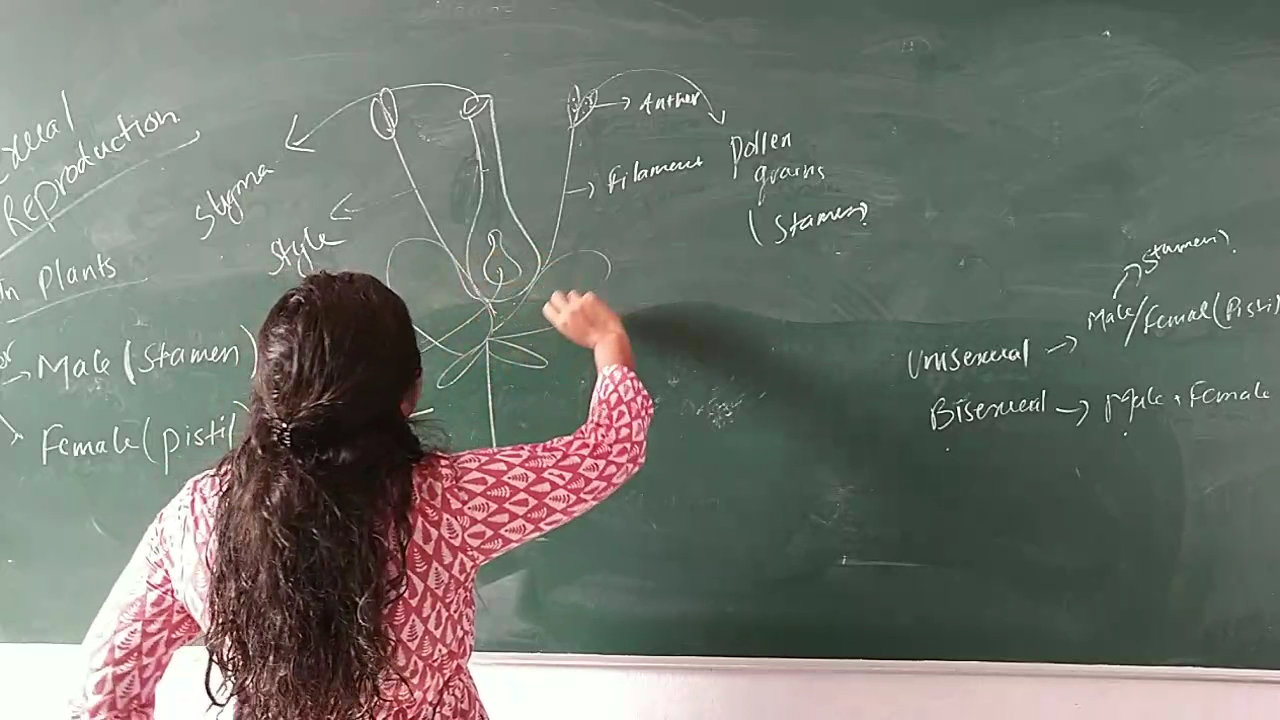 Reproduction
In Plants
Male (Stamen)
Female (pistil)
Stigma
Style
Anther
Filament
Pollen
grains
(Stamen)
Stamen)
Male/Female (Pistil
Unisexual
Bisexual → Male, Female